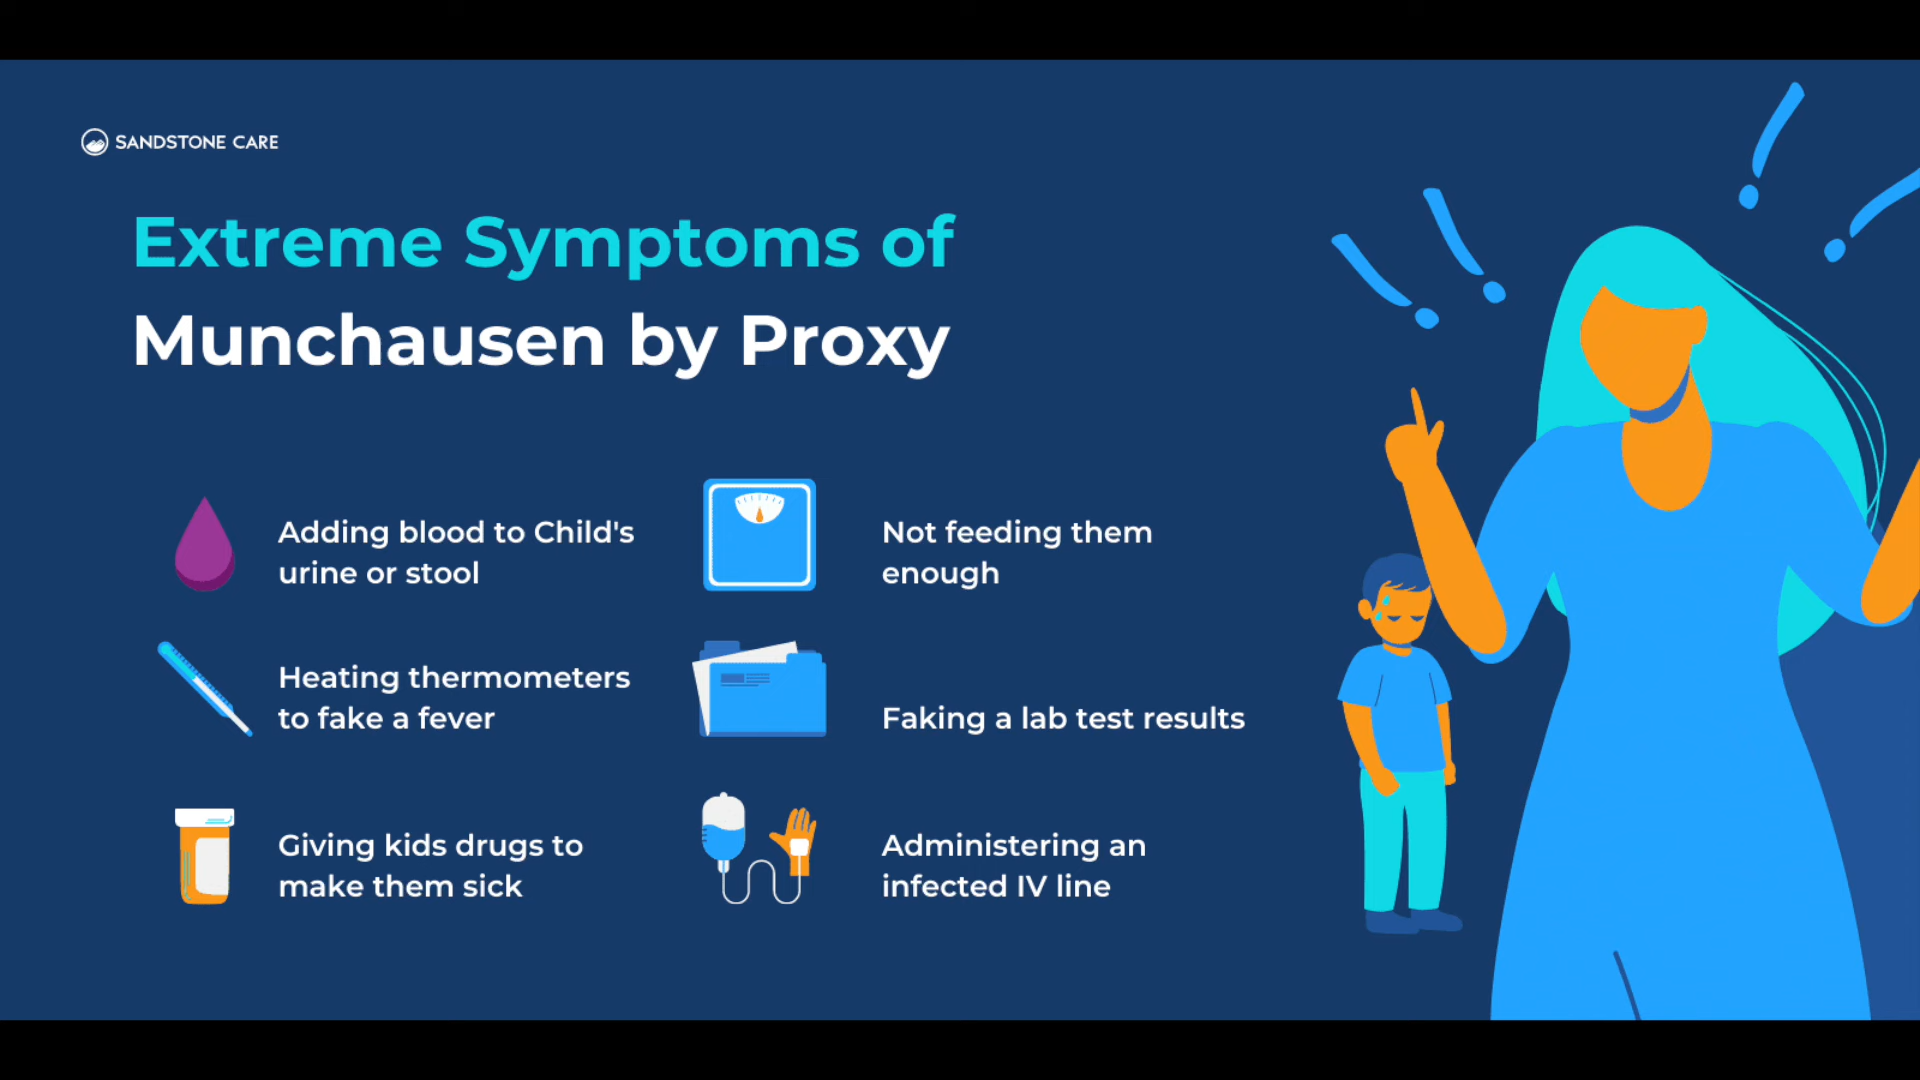 SANDSTONE CARE
Extreme Symptoms of
Munchausen by Proxy
Adding blood to Child's
urine or stool
Not feeding them
enough
Heating thermometers
to fake a fever
Faking a lab test results
Giving kids drugs to
make them sick
Administering an
infected IV line